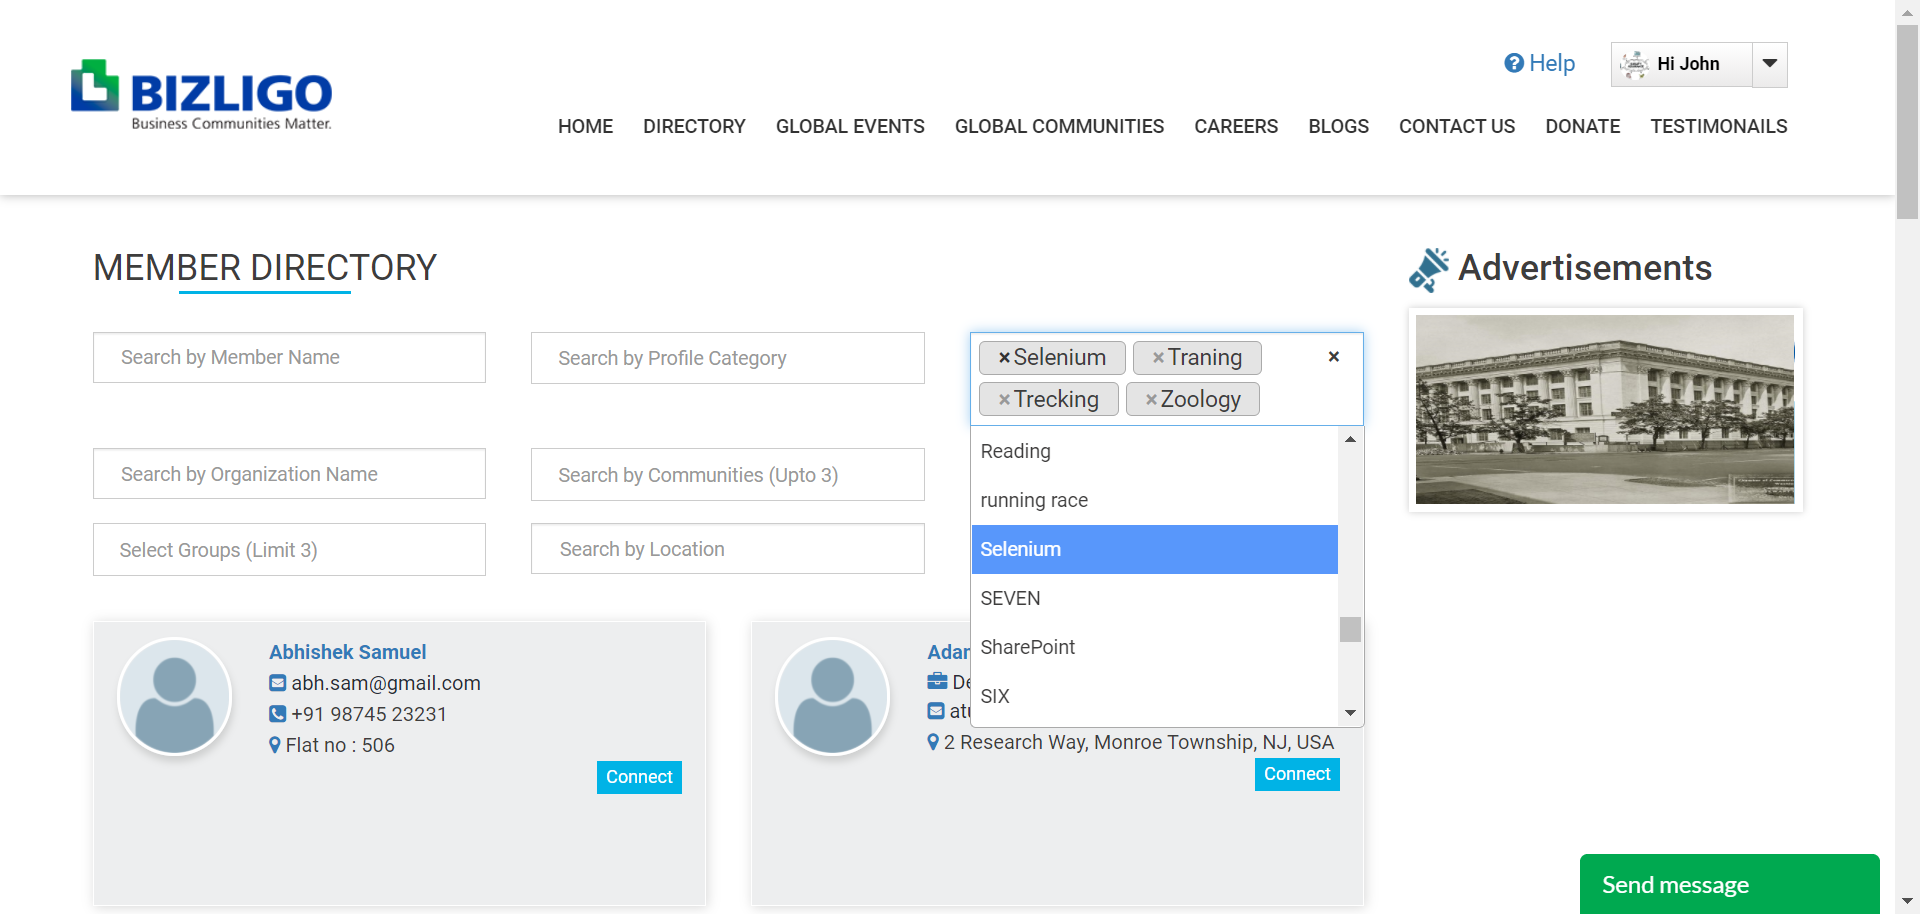 Help
Hi John
BIZLIGO
Business Communities Matter.
HOME DIRECTORY GLOBAL EVENTS GLOBAL COMMUNITIES CAREERS BLOGS CONTACT US DONATE TESTIMONAILS
MEMBER DIRECTORY
Advertisements
Search by Member Name
Search by Profile Category
×Selenium ×Traning ×
×Trecking ×Zoology
Search by Organization Name
Search by Communities (Upto 3)
Select Groups (Limit 3)
Search by Location
Reading
running race
Selenium
SEVEN
SharePoint
SIX
Abhishek Samuel
abh.sam@gmail.com
+91 98745 23231
Flat no : 506
Connect
2 Research Way, Monroe Township, NJ, USA
Connect
Send message